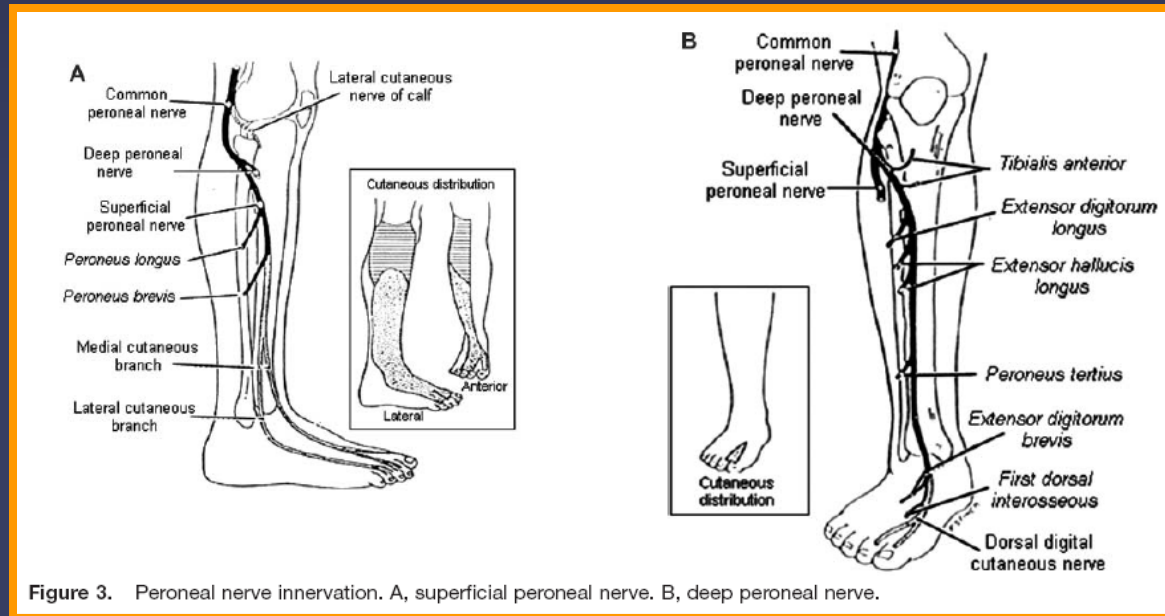 A
Common
peroneal nerve
Lateral cutaneous
nerve of calf
Deep peroneal
nerve
Superficial
peroneal nerve
Peroneus longus
Peroneus brevis
Medial cutaneous
branch
Lateral cutaneous
branch
Cutaneous distribution
Anterior
Lateral
B
Common
peroneal nerve
Deep peroneal
nerve
Superficial
peroneal nerve
Tibialis anterior
Extensor digitorum
longus
Extensor hallucis
longus
Peroneus tertius
Extensor digitorum
brevis
First dorsal
interosseous
Dorsal digital
cutaneous nerve
Cutaneous
distribution
Figure 3. Peroneal nerve innervation. A, superficial peroneal nerve. B, deep peroneal nerve.